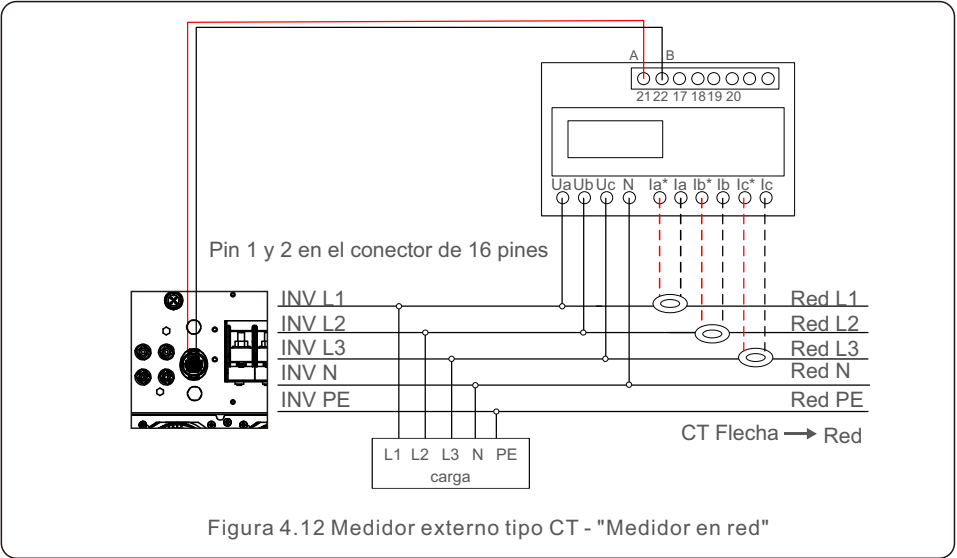 A B
21 22 17 18 19 20
Ua Ub Uc N Ia* Ia Ib* Ib Ic* Ic
Pin 1 y 2 en el conector de 16 pines
INV L1 Red L1
INV L2 Red L2
INV L3 Red L3
INV N Red N
INV PE Red PE
CT Flecha → Red
L1 L2 L3 N PE
carga
Figura 4.12 Medidor externo tipo CT - "Medidor en red"